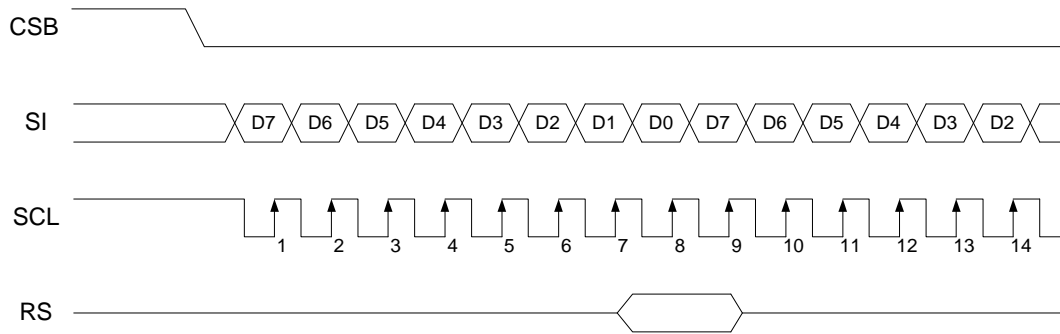 CSB
SI D7 D6 D5 D4 D3 D2 D1 D0 D7 D6 D5 D4 D3 D2
SCL
1 2 3 4 5 6 7 8 9 10 11 12 13 14
RS